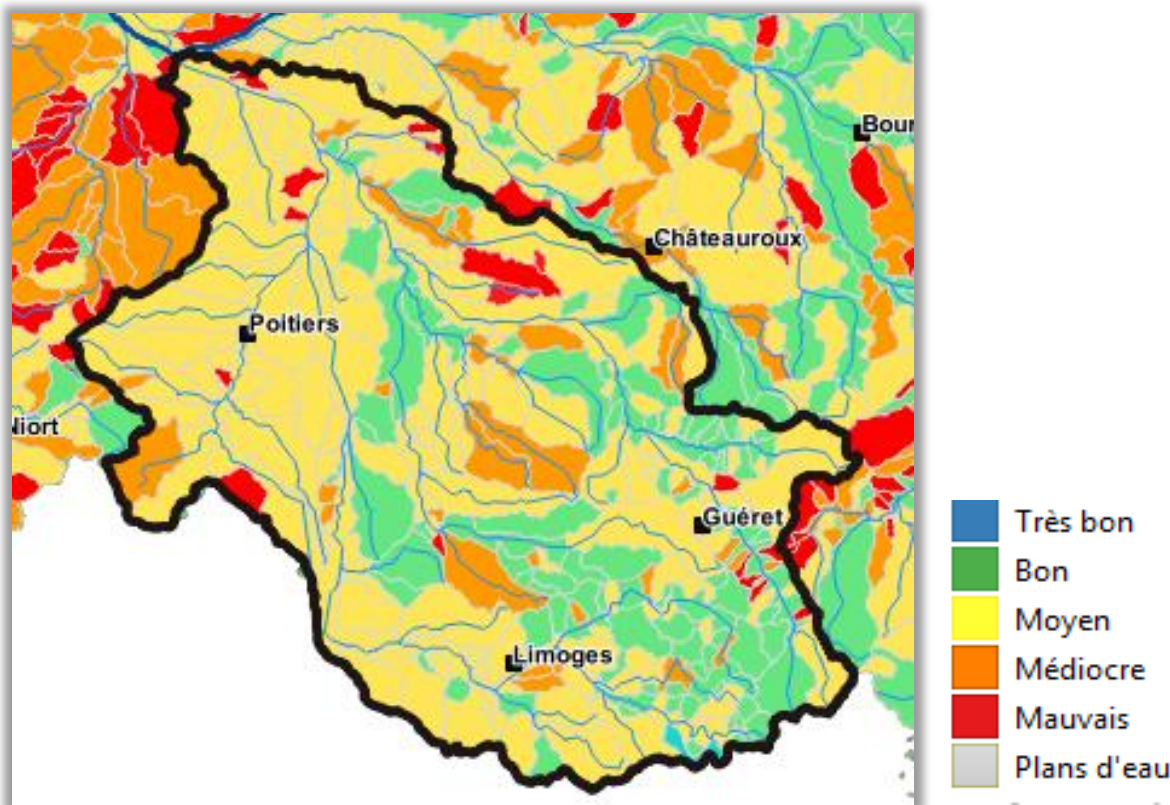 Bour
Châteauroux
Poitiers
Niort
Guéret
Limoges
Très bon
Bon
Moyen
Médiocre
Mauvais
Plans d'eau